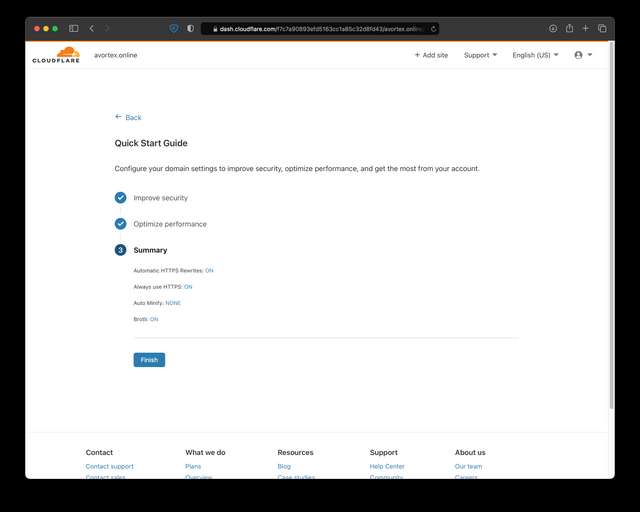 dash.cloudflare.com/f7c7a90893efd5163cc1a85c32d8fd43/avortex.online
CLOUDFLARE
avortex.online
+ Add site
Support
English (US)
Back
Quick Start Guide
Configure your domain settings to improve security, optimize performance, and get the most from your account.
Improve security
Optimize performance
3 Summary
Automatic HTTPS Rewrites: ON
Always use HTTPS: ON
Auto Minify: NONE
Brotli: ON
Finish
Contact
What we do
Resources
Support
About us
Contact support
Plans
Blog
Help Center
Our team
Contact sales
Overview
Case studies
Community
Careers